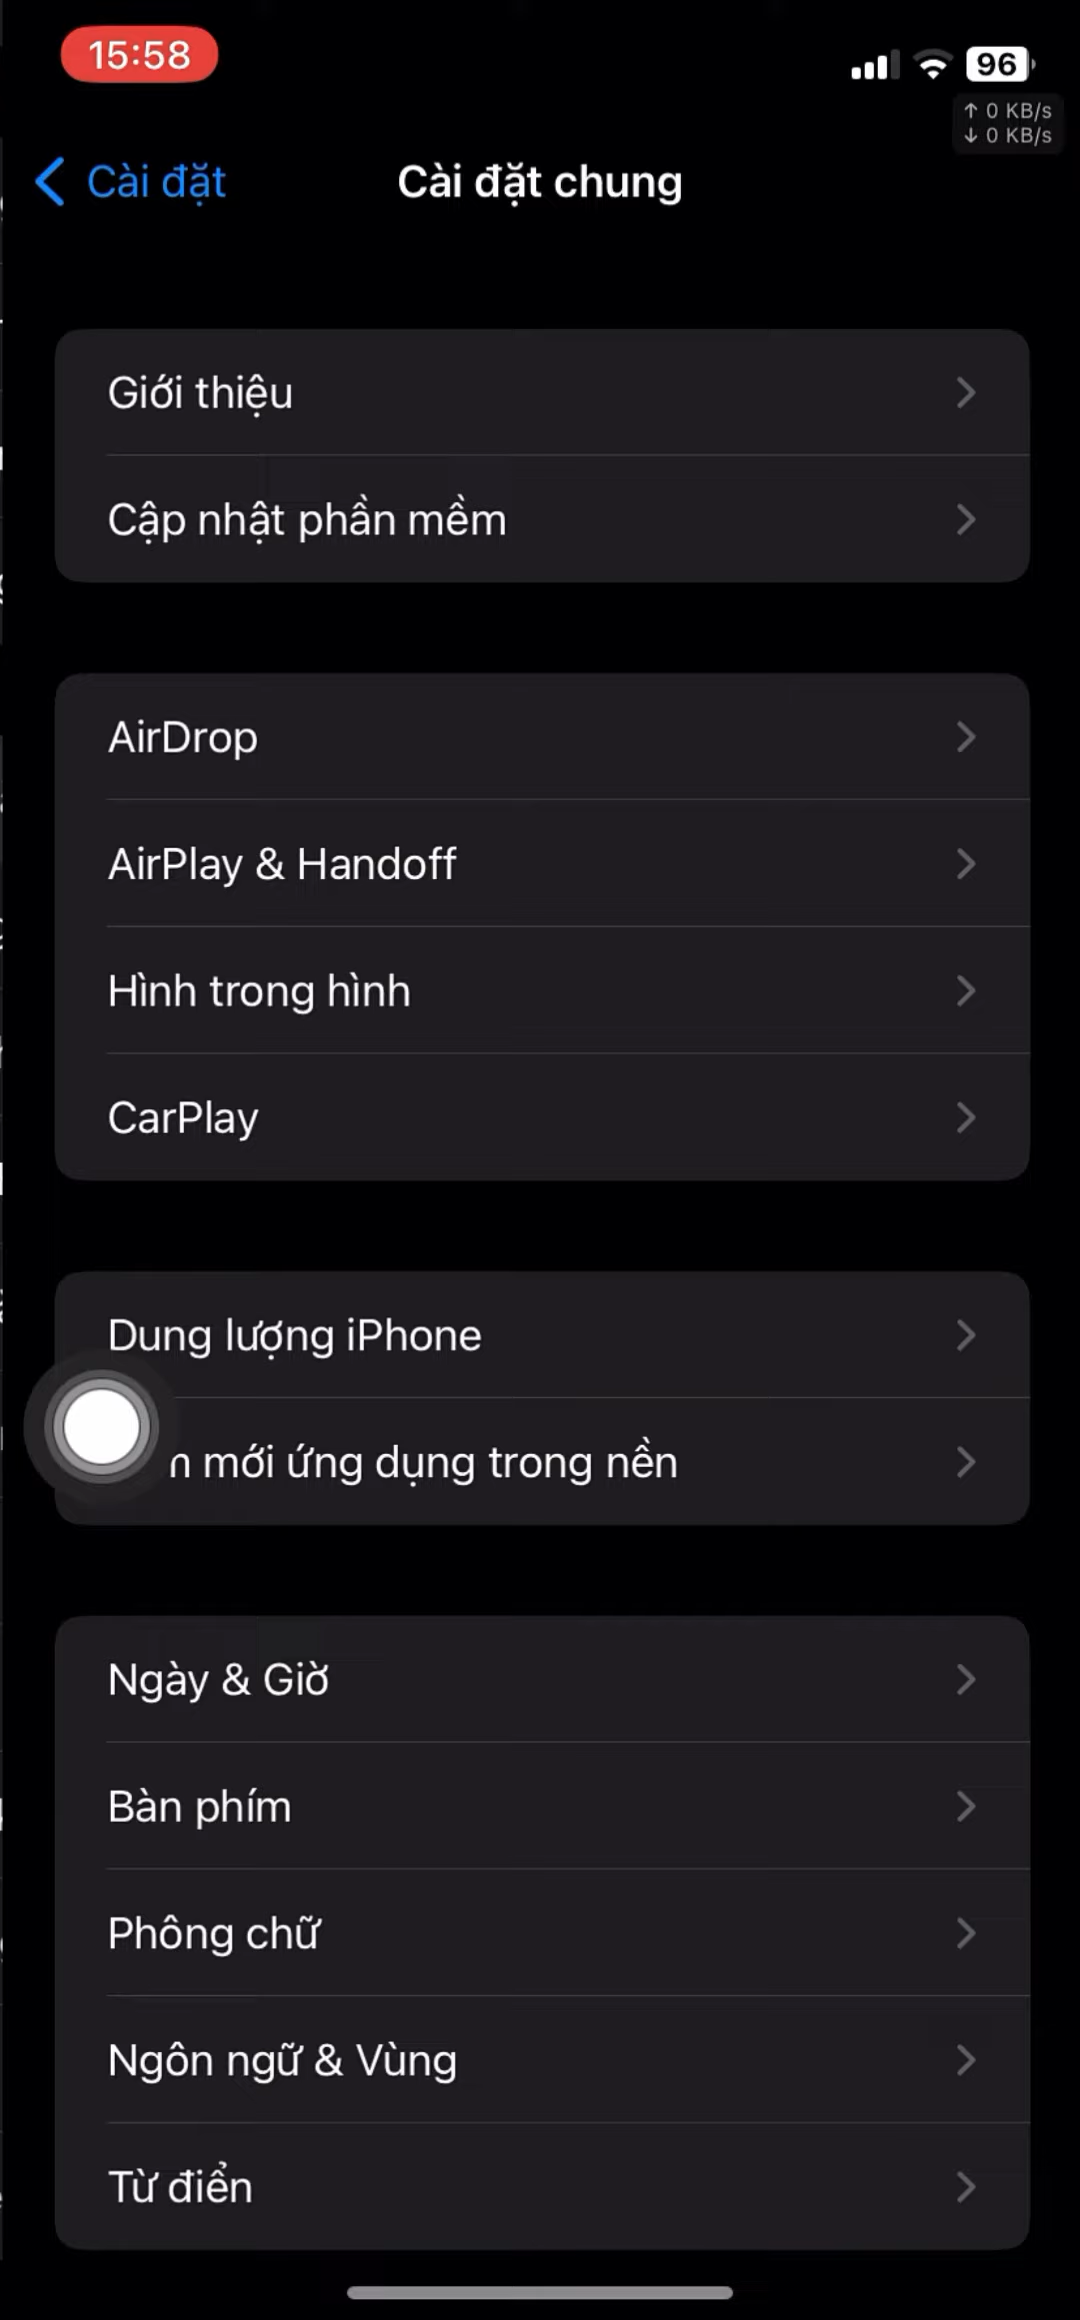 15:58
96
↑ 0 KB/s
↓ 0 KB/s
Cài đặt
Cài đặt chung
Giới thiệu
Cập nhật phần mềm
AirDrop
AirPlay & Handoff
Hình trong hình
CarPlay
Dung lượng iPhone
mới ứng dụng trong nền
Ngày & Giờ
Bàn phím
Phông chữ
Ngôn ngữ & Vùng
Từ điển